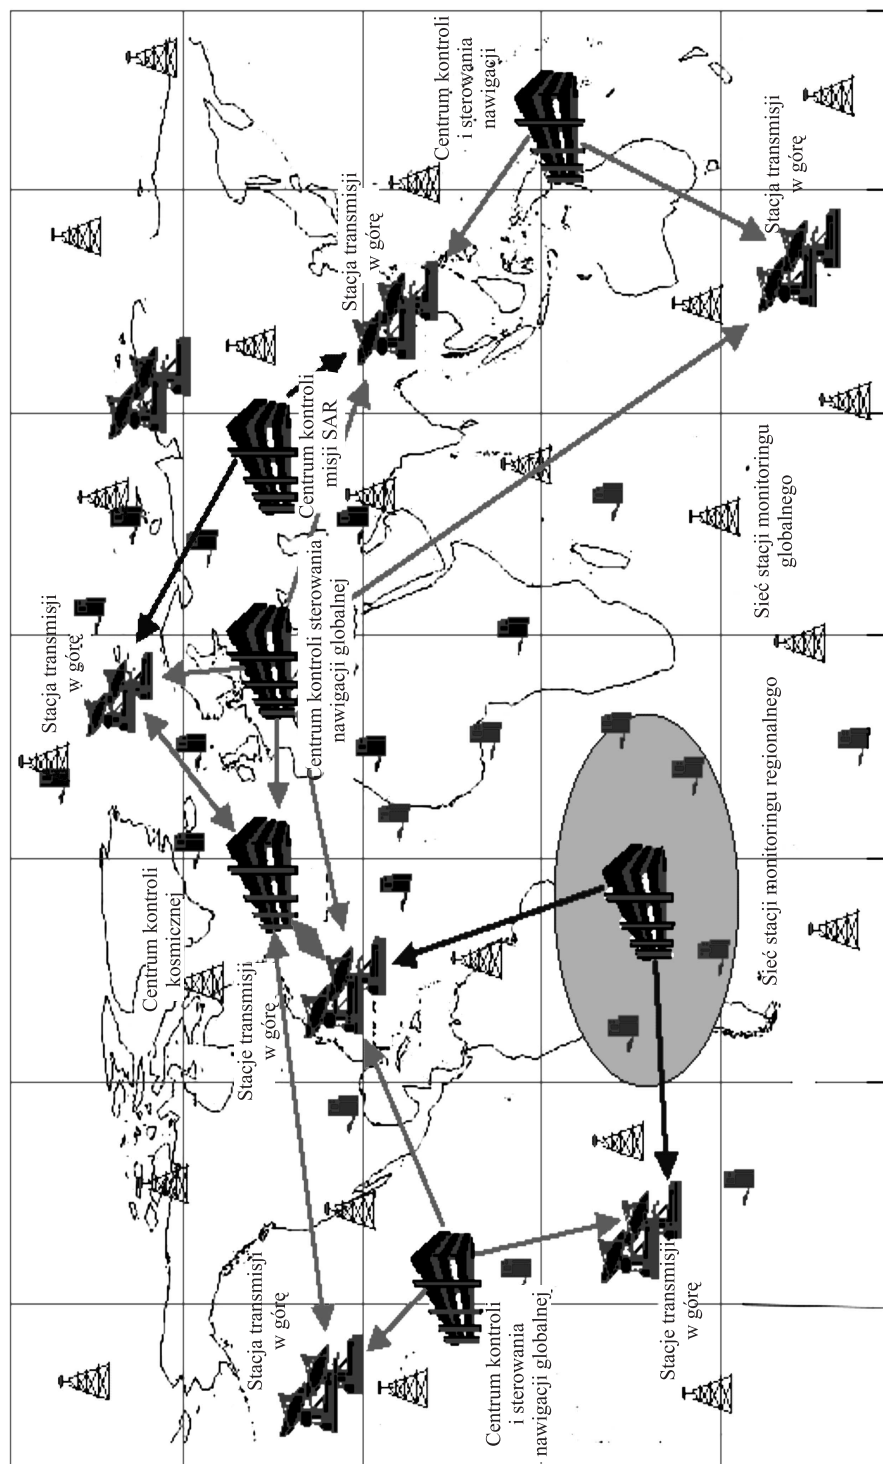 Centrum kontroli
i sterowania
nawigacji
Stacja transmisji
w górę
Stacja transmisji
w górę
Centrum kontroli
misji SAR
Stacja transmisji
w górę
Centrum kontroli sterowania
nawigacji globalnej
Sieć stacji monitoringu
globalnego
Centrum kontroli
kosmicznej
Stacje transmisji
w górę
Sieć stacji monitoringu regionalnego
Stacja transmisji
w górę
Centrum kontroli
i sterowania
nawigacji globalnej
Stacje transmisji
w górę